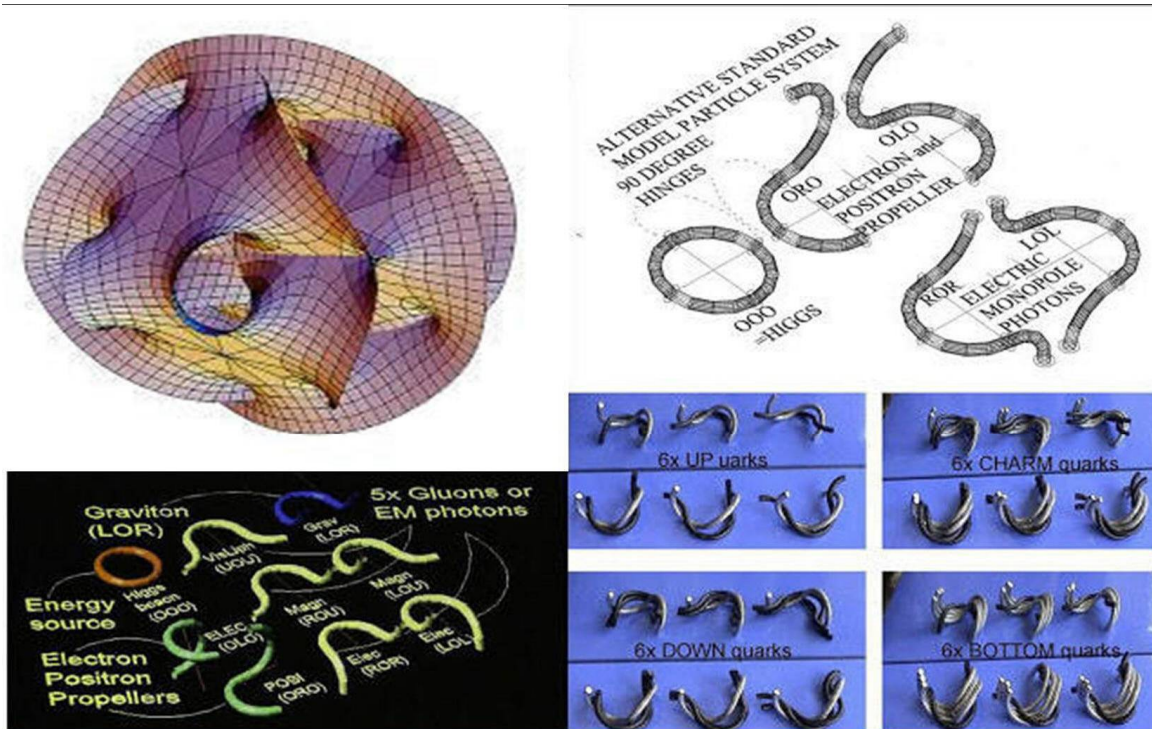 ALTERNATIVE STANDARD
MODEL PARTICLE SYSTEM
90 DEGREE
HINGES
OLO
ORO
ELECTRON and
POSITRON
PROPELLER
OOO
=HIGGS
LOL
ROR
ELECTRIC
MONOPOLE
PHOTONS
6x UP uarks
6x CHARM quarks
6x DOWN quarks
6x BOTTOM quarks
Graviton
(LOR)
5x Gluons or
EM photons
Grav
(LOR)
(UOU)
Higgs
(OOO)
Magn
(LOU)
Magn
(ROU)
Energy
source
ELEC
(OLO)
Elec
(LOL)
Elec
(ROR)
Electron
Positron
Propellers
POSI
(ORO)